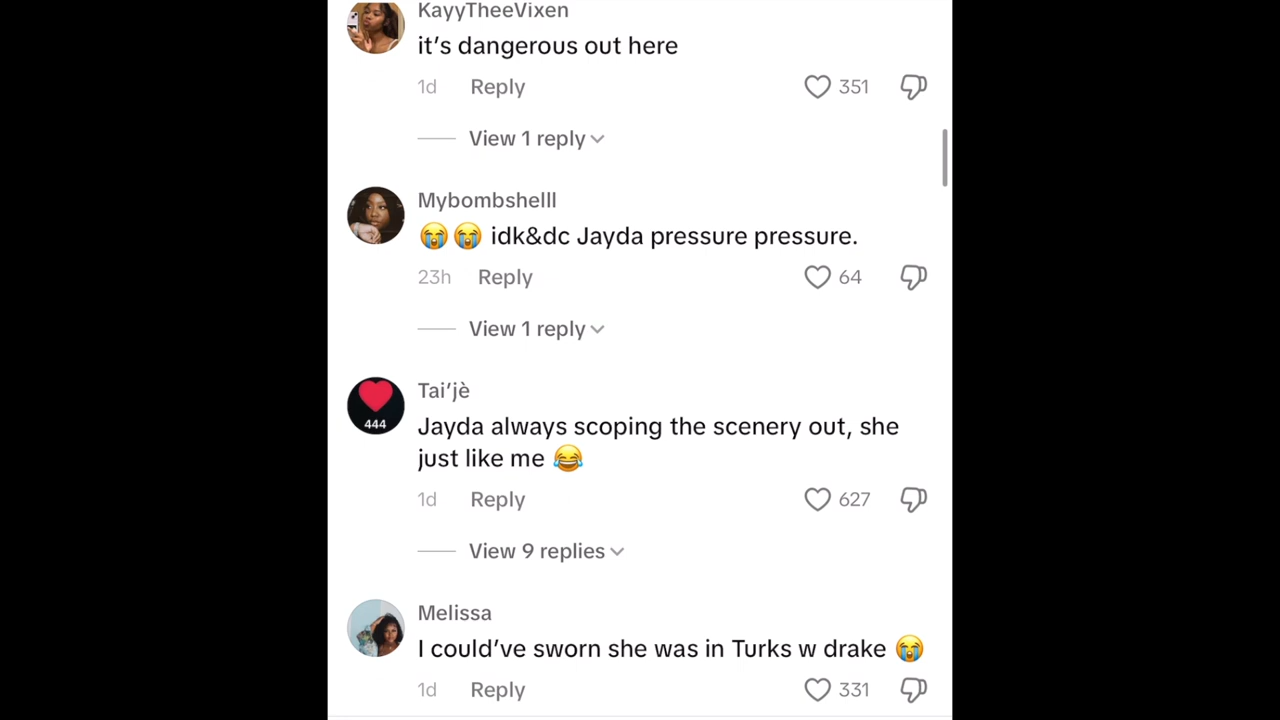 KayyTheeVixen
it's dangerous out here
1d Reply 351
View 1 reply
Mybombshelll
😭😭 idk&dc Jayda pressure pressure.
23h Reply 64
View 1 reply
444
Tai'jè
Jayda always scoping the scenery out, she
just like me 😂
1d Reply 627
View 9 replies
Melissa
I could've sworn she was in Turks w drake 😭
1d Reply 331